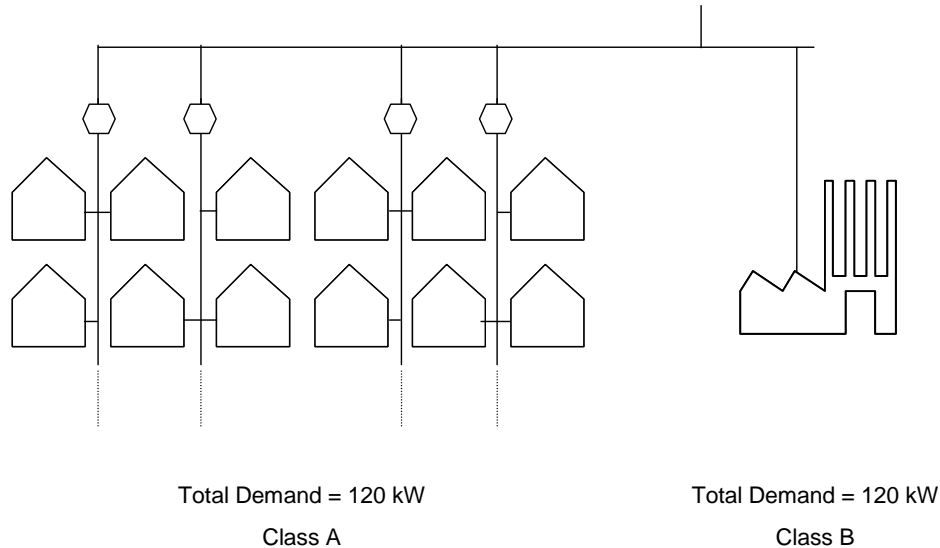 Total Demand = 120 kW
Class A
Total Demand = 120 kW
Class B